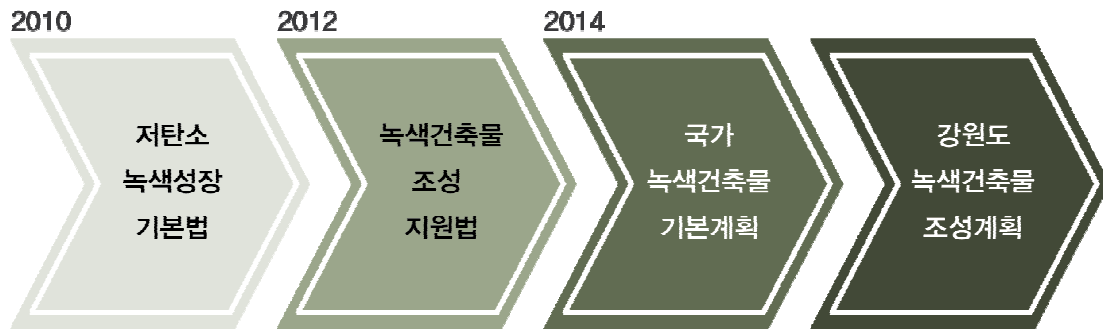 2010
저탄소
녹색성장
기본법
2012
녹색건축물
조성
지원법
2014
국가
녹색건축물
기본계획
강원도
녹색건축물
조성계획